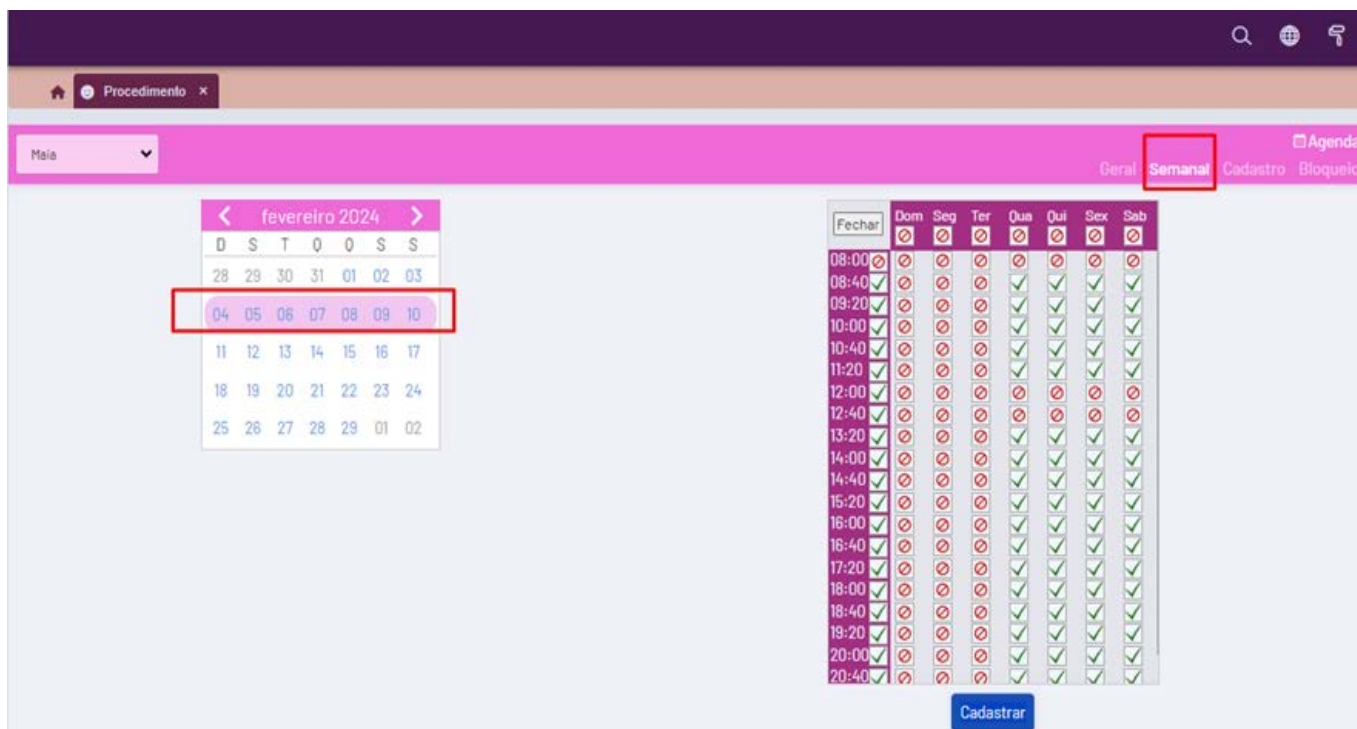 Procedimento ×
Maia
Agenda
Geral Semanal Cadastro Bloqueio
fevereiro 2024
D S T Q Q S S
28 29 30 31 01 02 03
04 05 06 07 08 09 10
11 12 13 14 15 16 17
18 19 20 21 22 23 24
25 26 27 28 29 01 02
Fechar Dom Seg Ter Qua Qui Sex Sab
08:00
08:40
09:20
10:00
10:40
11:20
12:00
12:40
13:20
14:00
14:40
15:20
16:00
16:40
17:20
18:00
18:40
19:20
20:00
20:40
Cadastrar